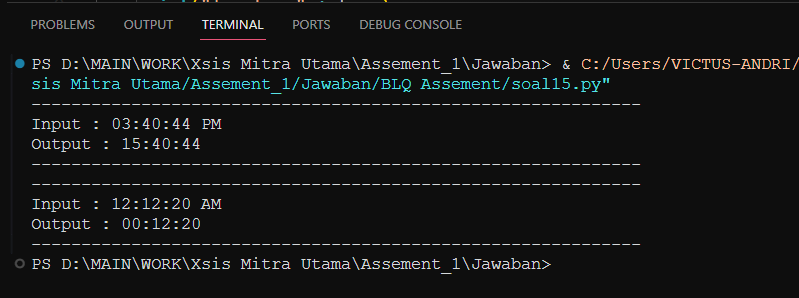 PROBLEMS OUTPUT TERMINAL PORTS DEBUG CONSOLE
PS D:\MAIN\WORK\Xsis Mitra Utama\Assement_1\Jawaban> & C:/Users/VICTUS-ANDRI/
sis Mitra Utama/Assement_1/Jawaban/BLQ Assement/soal15.py"
-------------------------------------------------------------
Input : 03:40:44 PM
Output : 15:40:44
-------------------------------------------------------------
-------------------------------------------------------------
Input : 12:12:20 AM
Output : 00:12:20
-------------------------------------------------------------
PS D:\MAIN\WORK\Xsis Mitra Utama\Assement_1\Jawaban>